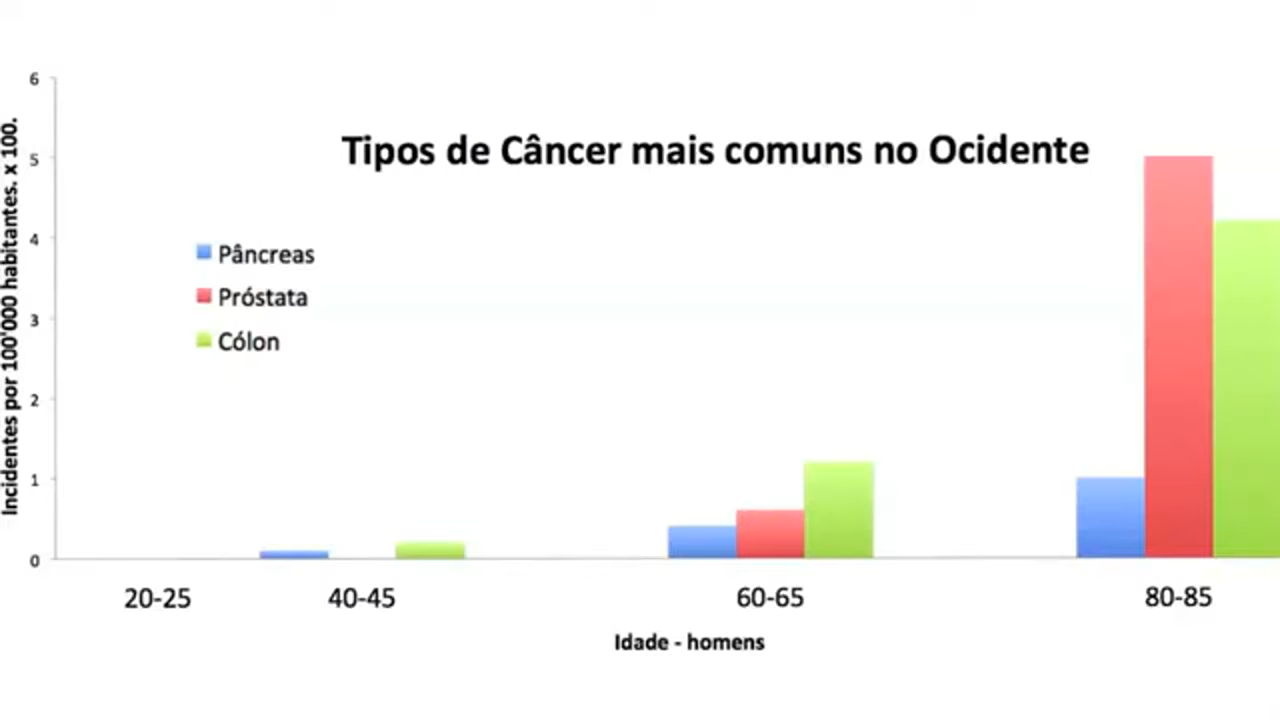 Tipos de Câncer mais comuns no Ocidente
Incidentes por 100'000 habitantes. x 100.
6
5
4
3
2
1
0
Pâncreas
Próstata
Cólon
20-25
40-45
60-65
80-85
Idade - homens